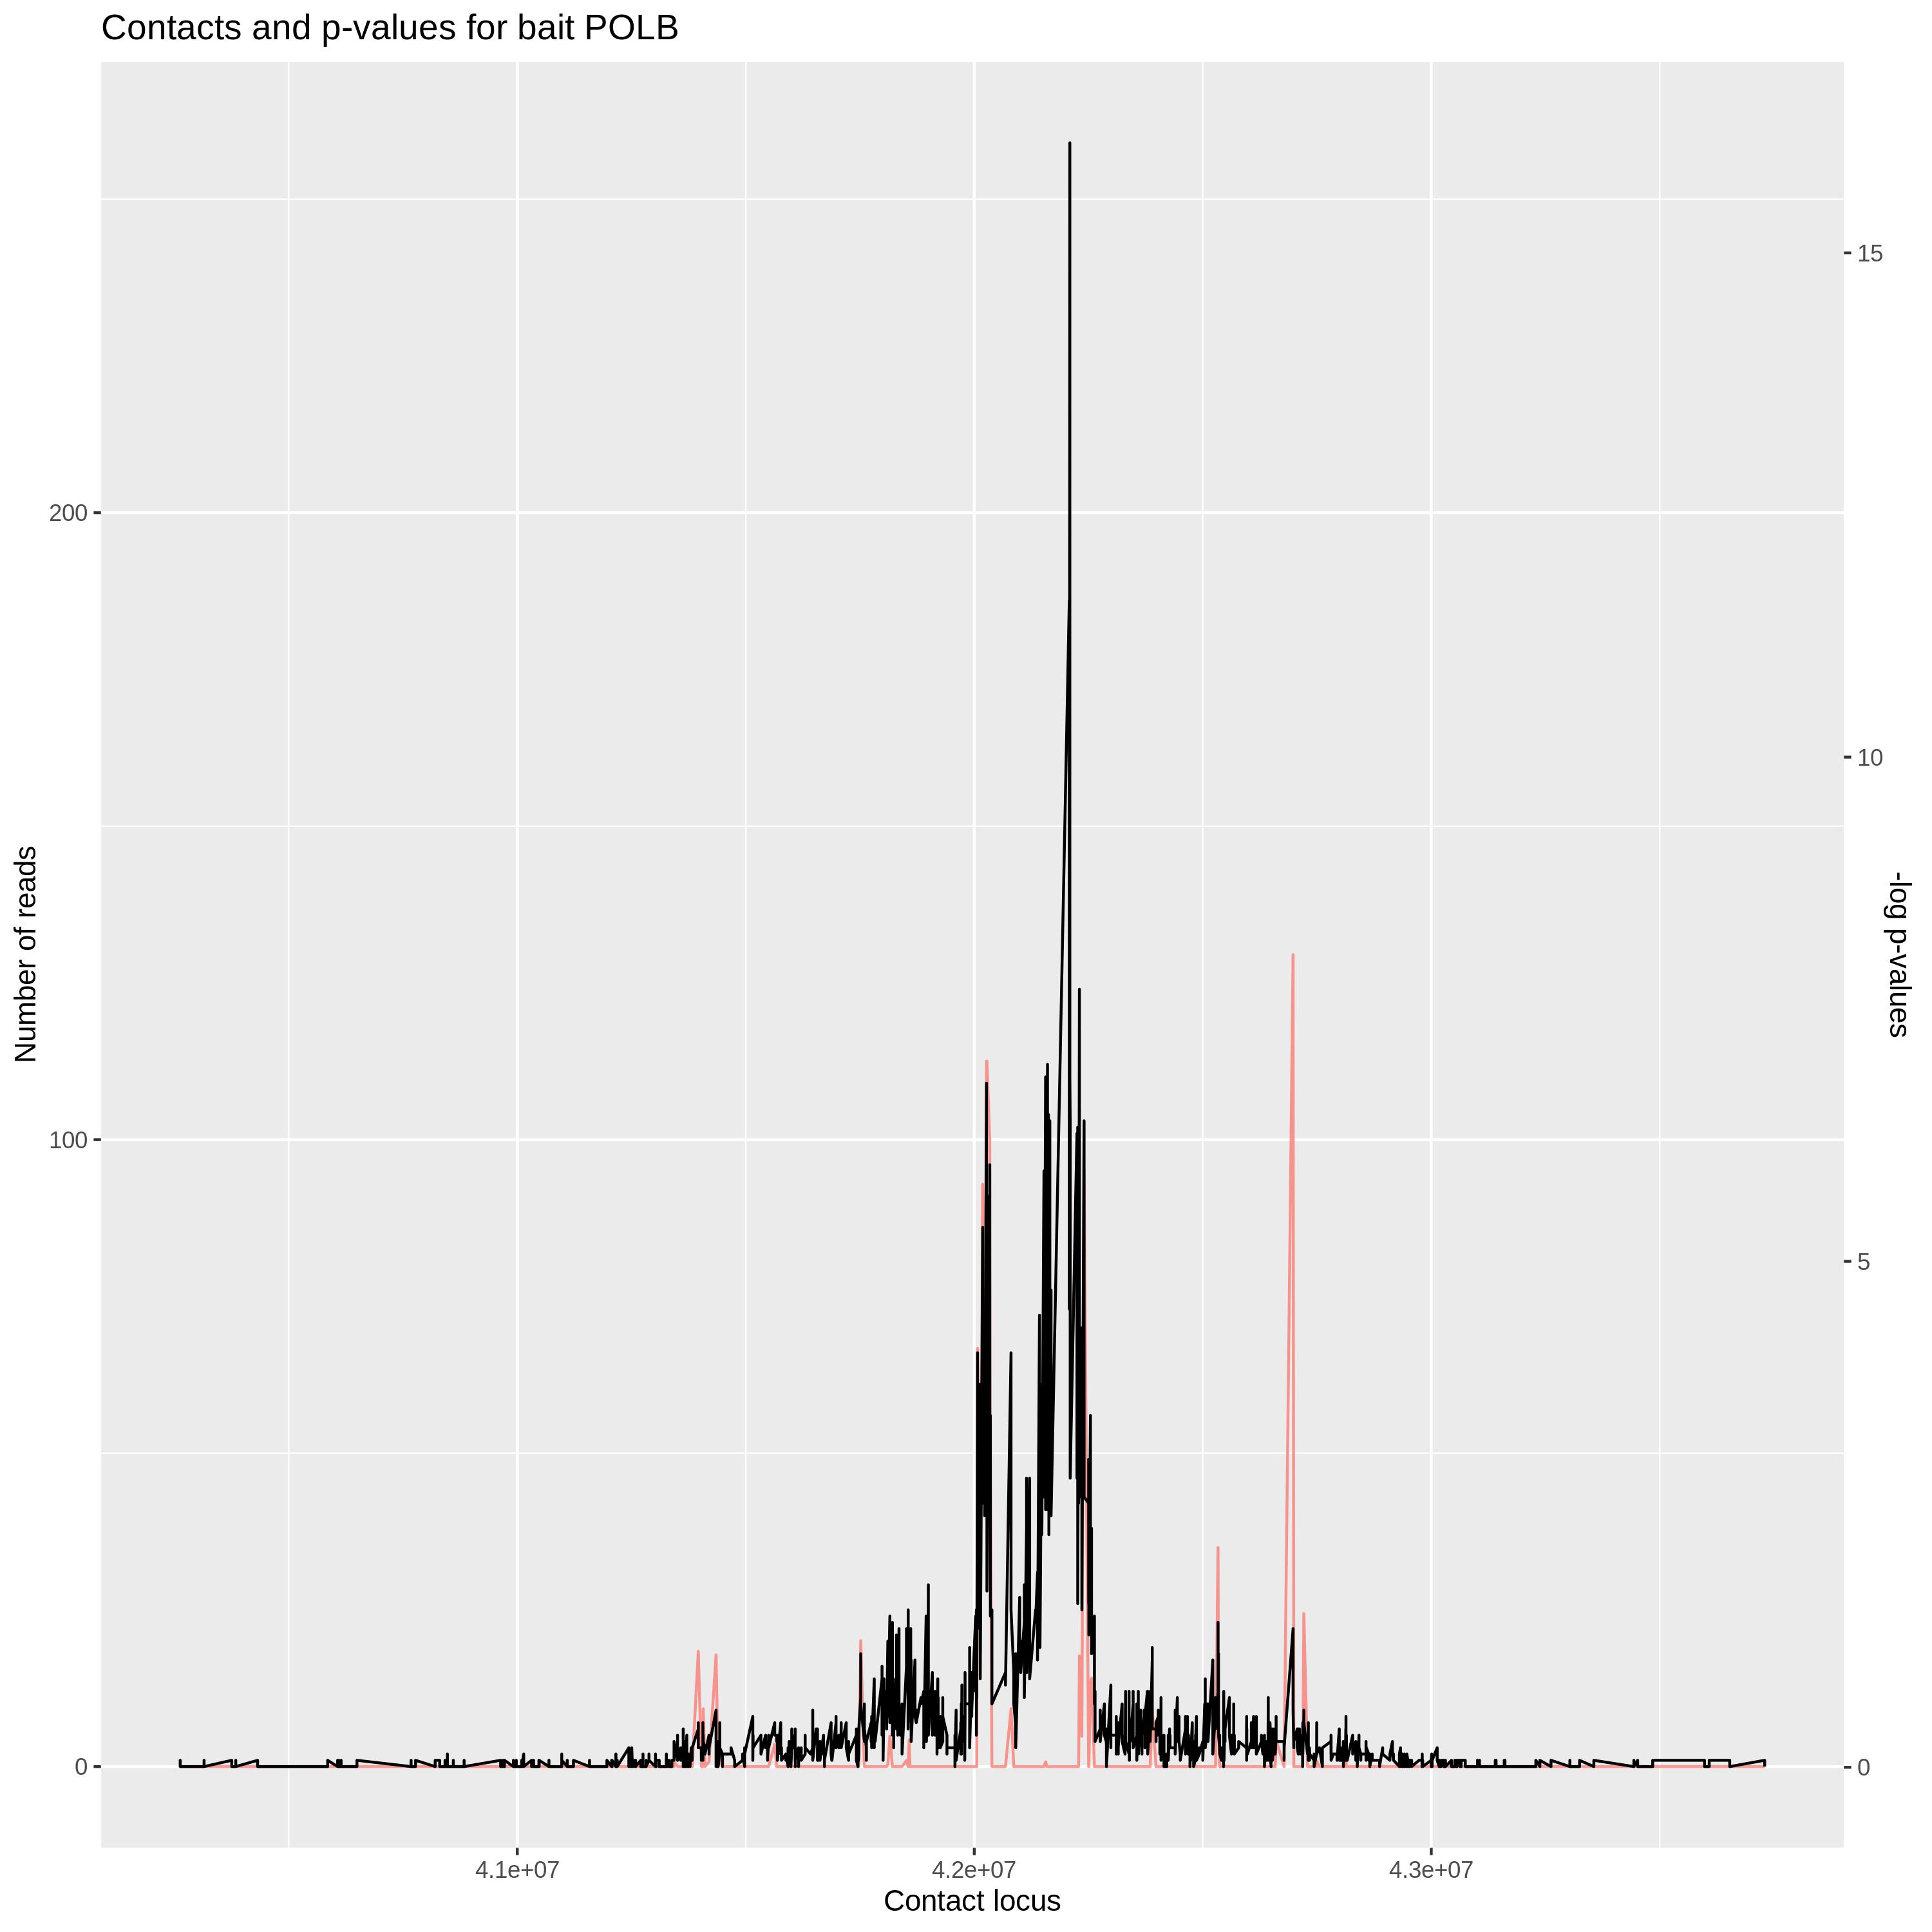 Contacts and p-values for bait POLB
Number of reads
200
100
0
15
10
5
0
-log p-values
4.1e+07
4.2e+07
4.3e+07
Contact locus